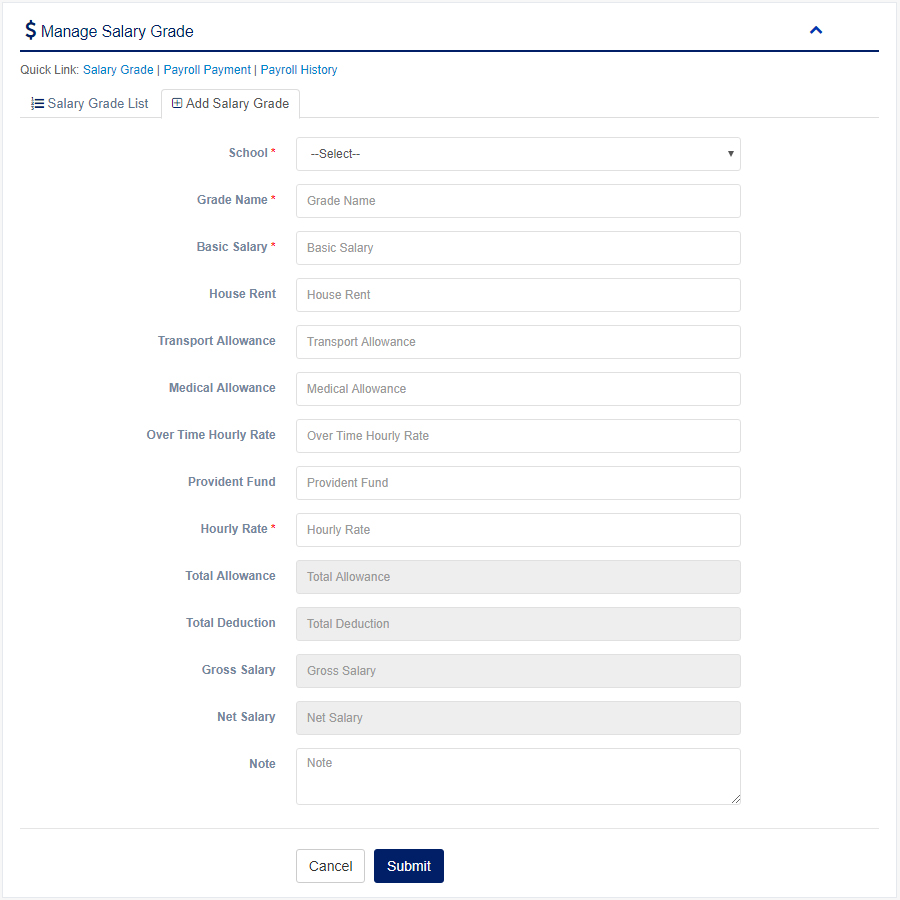 $ Manage Salary Grade
Quick Link: Salary Grade | Payroll Payment | Payroll History
Salary Grade List Add Salary Grade
School * --Select--
Grade Name * Grade Name
Basic Salary * Basic Salary
House Rent House Rent
Transport Allowance Transport Allowance
Medical Allowance Medical Allowance
Over Time Hourly Rate Over Time Hourly Rate
Provident Fund Provident Fund
Hourly Rate * Hourly Rate
Total Allowance Total Allowance
Total Deduction Total Deduction
Gross Salary Gross Salary
Net Salary Net Salary
Note Note
Cancel Submit